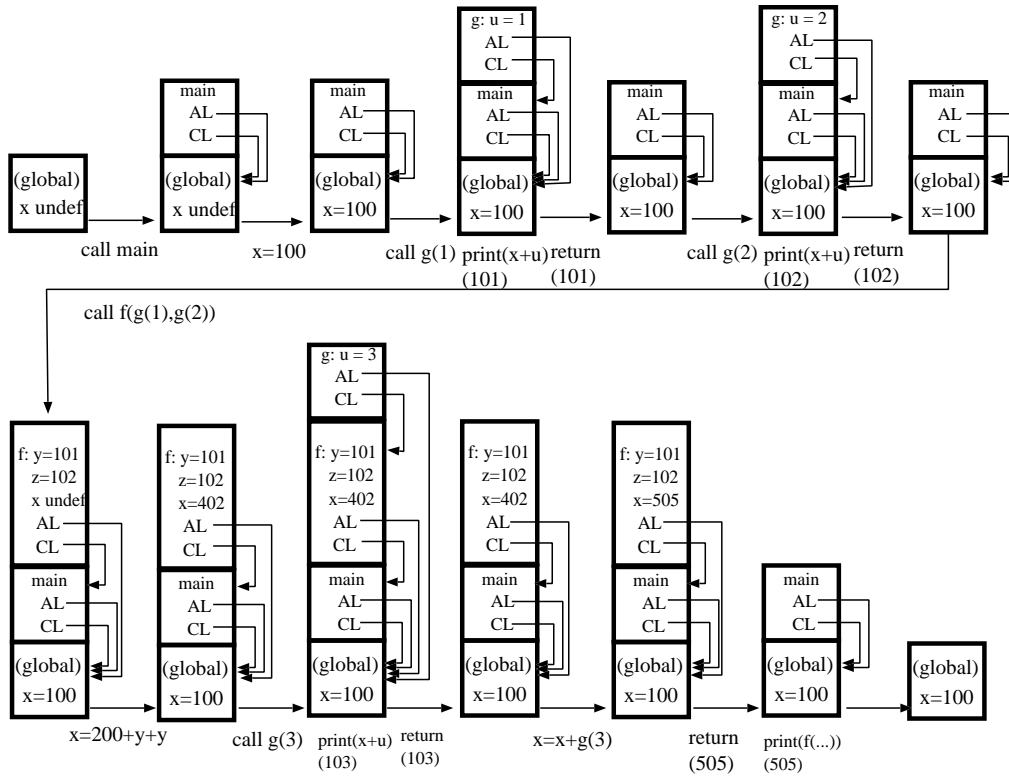 (global)
x undef
call main
main
AL
CL
(global)
x undef
x=100
main
AL
CL
(global)
x=100
call g(1)
g: u = 1
AL
CL
main
AL
CL
(global)
x=100
print(x+u)
(101)
return
(101)
main
AL
CL
(global)
x=100
call g(2)
g: u = 2
AL
CL
main
AL
CL
(global)
x=100
print(x+u)
(102)
return
(102)
main
AL
CL
(global)
x=100
call f(g(1),g(2))
f: y=101
z=102
x undef
AL
CL
main
AL
CL
(global)
x=100
x=200+y+y
f: y=101
z=102
x=402
AL
CL
main
AL
CL
(global)
x=100
call g(3)
g: u = 3
AL
CL
f: y=101
z=102
x=402
AL
CL
main
AL
CL
(global)
x=100
print(x+u)
(103)
return
(103)
f: y=101
z=102
x=402
AL
CL
main
AL
CL
(global)
x=100
x=x+g(3)
f: y=101
z=102
x=505
AL
CL
main
AL
CL
(global)
x=100
return
(505)
main
AL
CL
(global)
x=100
print(f(...))
(505)
(global)
x=100